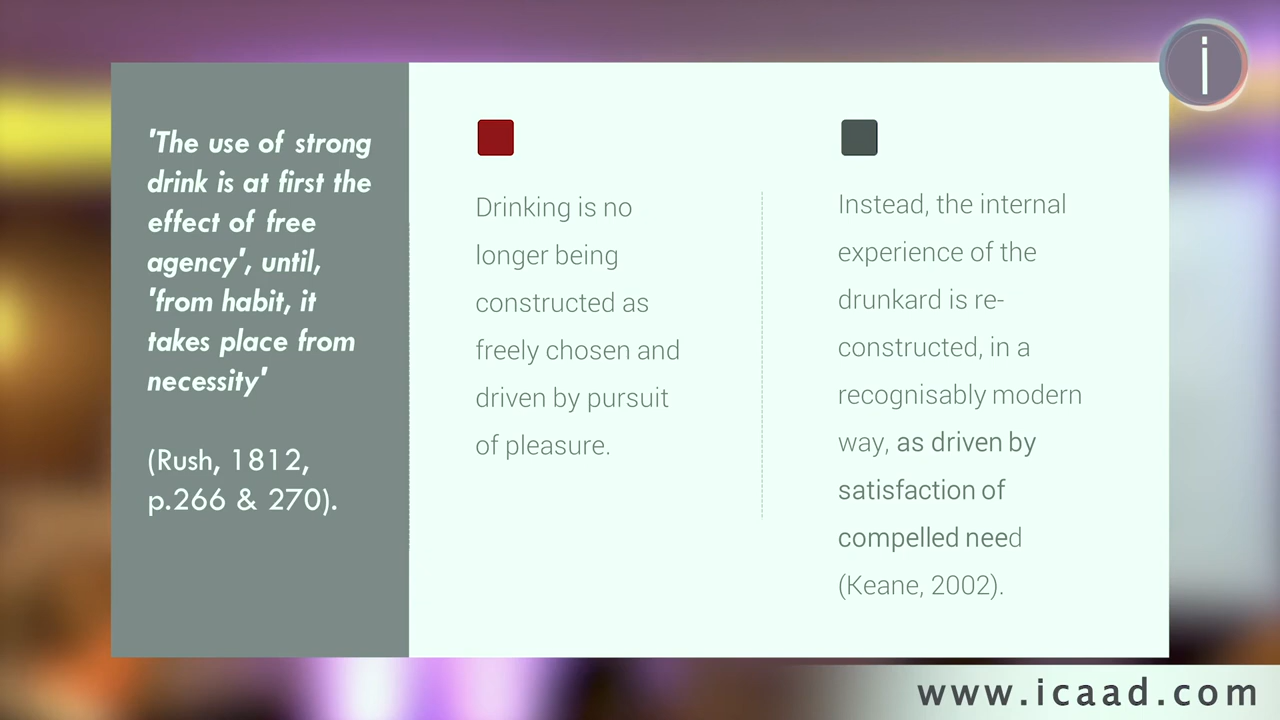 'The use of strong
drink is at first the
effect of free
agency', until,
'from habit, it
takes place from
necessity'
(Rush, 1812,
p.266 & 270).
Drinking is no
longer being
constructed as
freely chosen and
driven by pursuit
of pleasure.
Instead, the internal
experience of the
drunkard is re-
constructed, in a
recognisably modern
way, as driven by
satisfaction of
compelled need
(Keane, 2002).
i
www.icaad.com